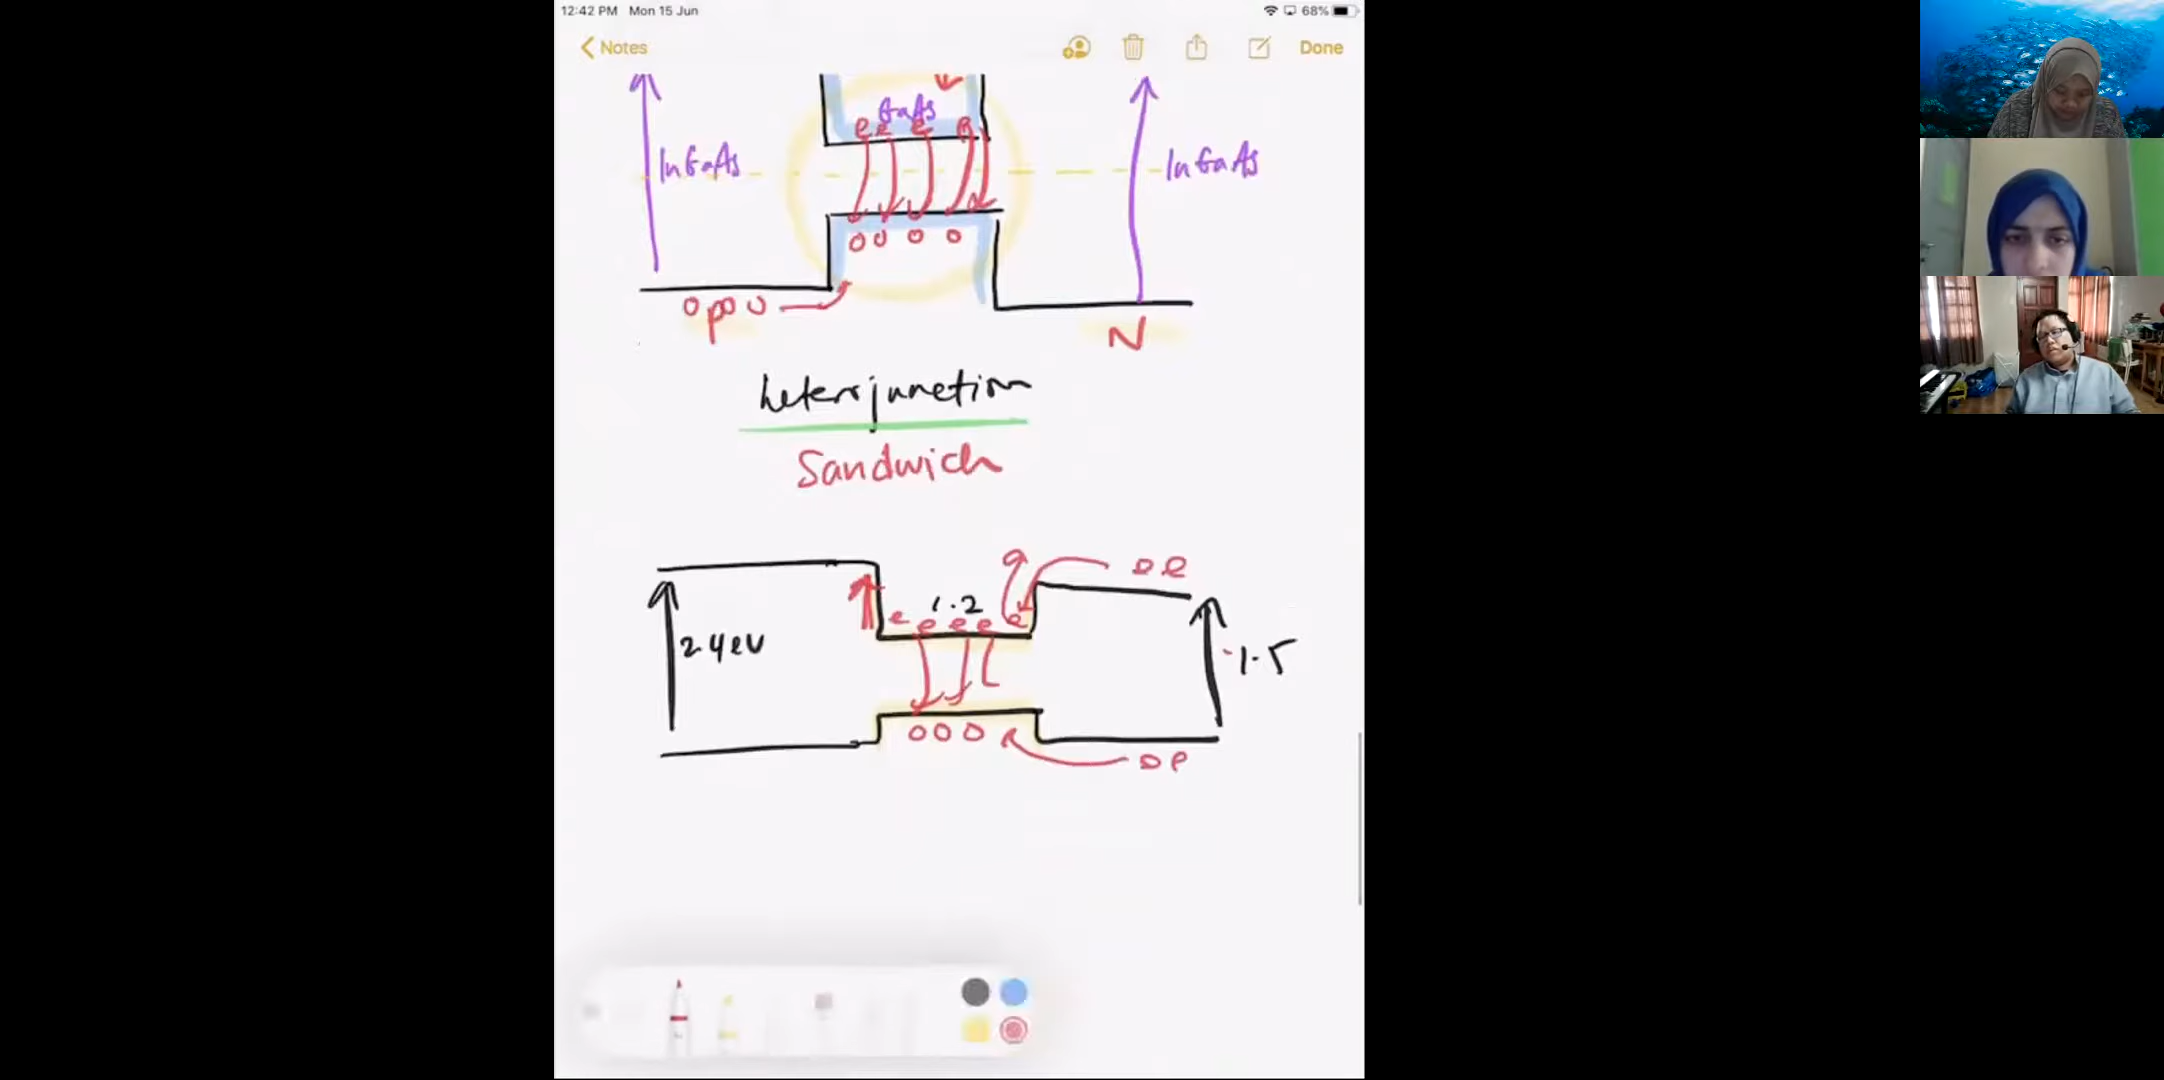 12:42 PM Mon 15 Jun 68%
Notes Done
GaAs
e e e e
InGaAs InGaAs
o o o o
o p o o
N
heterojunction
Sandwich
1.2
e e e e e
2.4eV
1.5
o o o